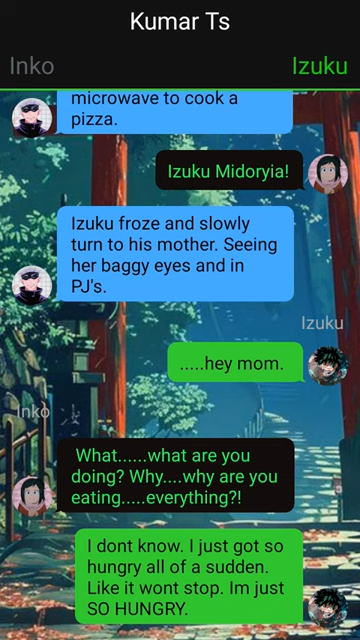 Kumar Ts
Inko
Izuku
microwave to cook a
pizza.
Izuku Midoryia!
Izuku froze and slowly
turn to his mother. Seeing
her baggy eyes and in
PJ's.
Izuku
.....hey mom.
Inko
What......what are you
doing? Why....why are you
eating.....everything?!
I dont know. I just got so
hungry all of a sudden.
Like it wont stop. Im just
SO HUNGRY.